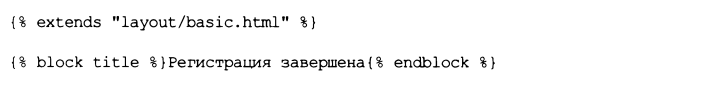 {% extends "layout/basic.html" %}
{% block title %}Регистрация завершена{% endblock %}